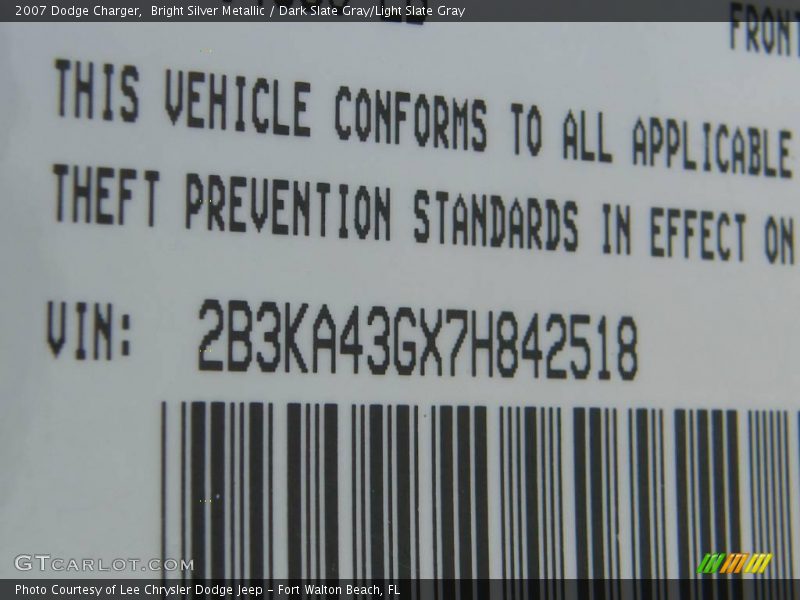 2007 Dodge Charger,  Bright Silver Metallic / Dark Slate Gray/Light Slate Gray
FRONT
THIS VEHICLE CONFORMS TO ALL APPLICABLE
THEFT PREVENTION STANDARDS IN EFFECT ON
VIN: 2B3KA43GX7H842518
GTCARLOT.COM
Photo Courtesy of Lee Chrysler Dodge Jeep – Fort Walton Beach, FL